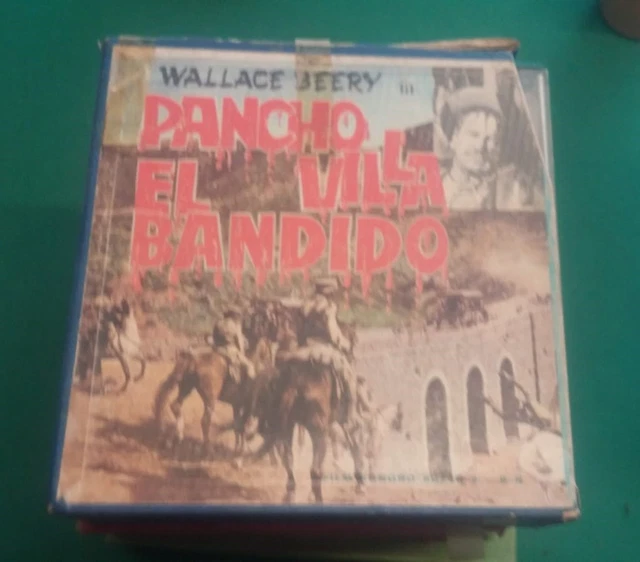 WALLACE BEERY in
PANCHO
VILLA
EL
BANDIDO